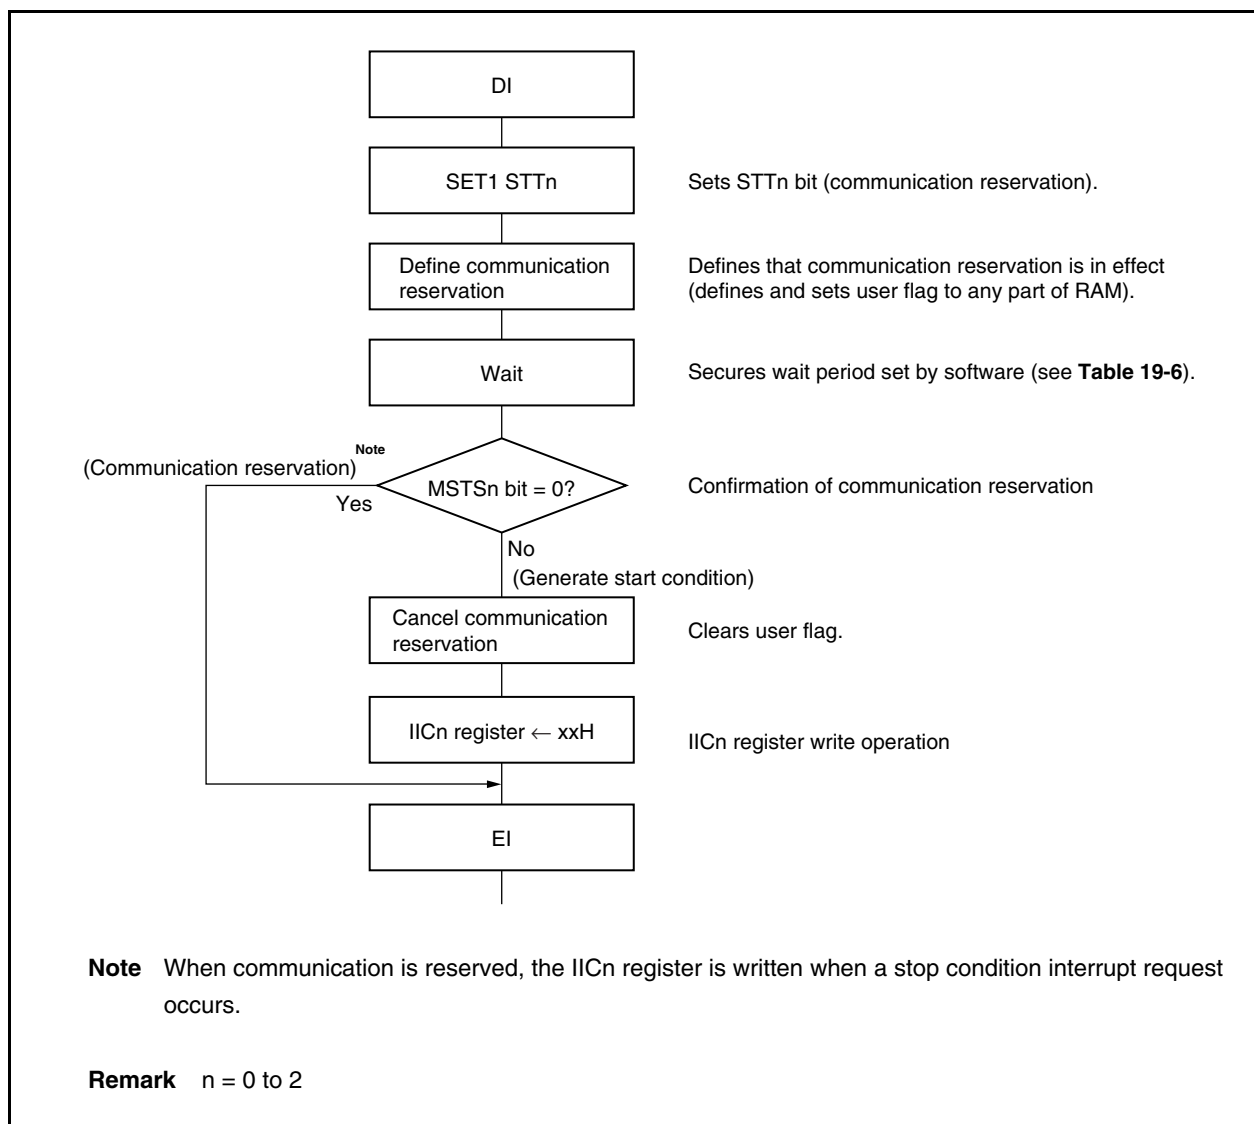 DI
SET1 STTn
Sets STTn bit (communication reservation).
Define communication
reservation
Defines that communication reservation is in effect
(defines and sets user flag to any part of RAM).
Wait
Secures wait period set by software (see Table 19-6).
(Communication reservation)Note
Yes
MSTSn bit = 0?
Confirmation of communication reservation
No
(Generate start condition)
Cancel communication
reservation
Clears user flag.
IICn register ← xxH
IICn register write operation
EI
Note When communication is reserved, the IICn register is written when a stop condition interrupt request
occurs.
Remark n = 0 to 2